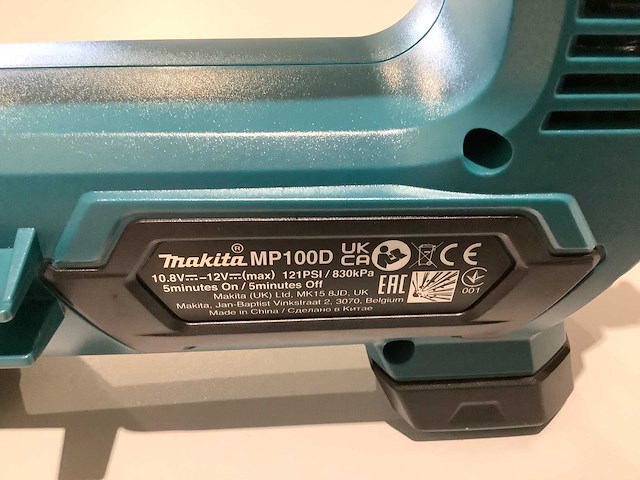 makita® MP100D UK CA CE
10.8V⎓–12V⎓(max) 121PSI / 830kPa
5minutes On / 5minutes Off EAC
Makita (UK) Ltd, MK15 8JD, UK 001
Makita, Jan-Baptist Vinkstraat 2, 3070, Belgium
Made in China / Сделано в Китае